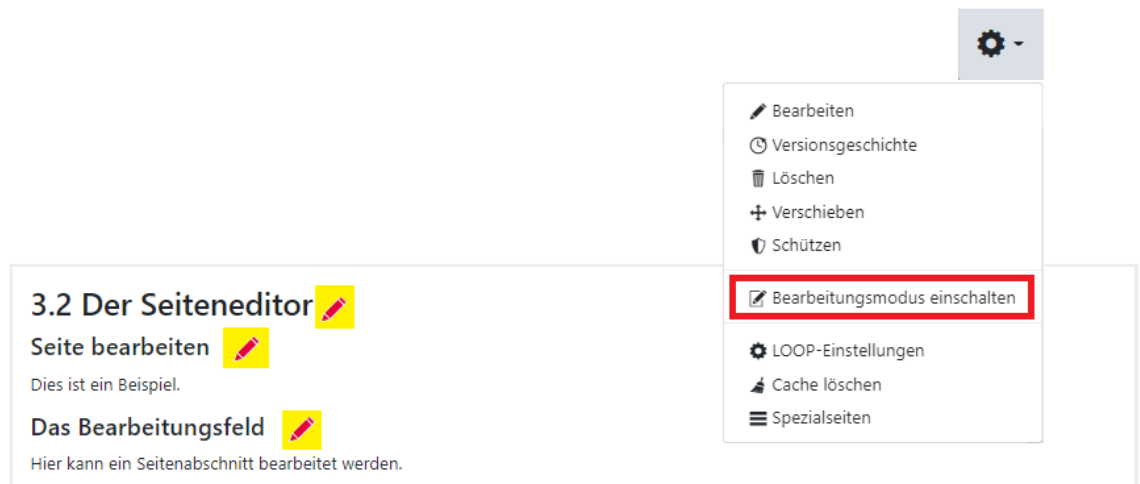 Bearbeiten
Versionsgeschichte
Löschen
Verschieben
Schützen
Bearbeitungsmodus einschalten
LOOP-Einstellungen
Cache löschen
Spezialseiten
3.2 Der Seiteneditor
Seite bearbeiten
Dies ist ein Beispiel.
Das Bearbeitungsfeld
Hier kann ein Seitenabschnitt bearbeitet werden.